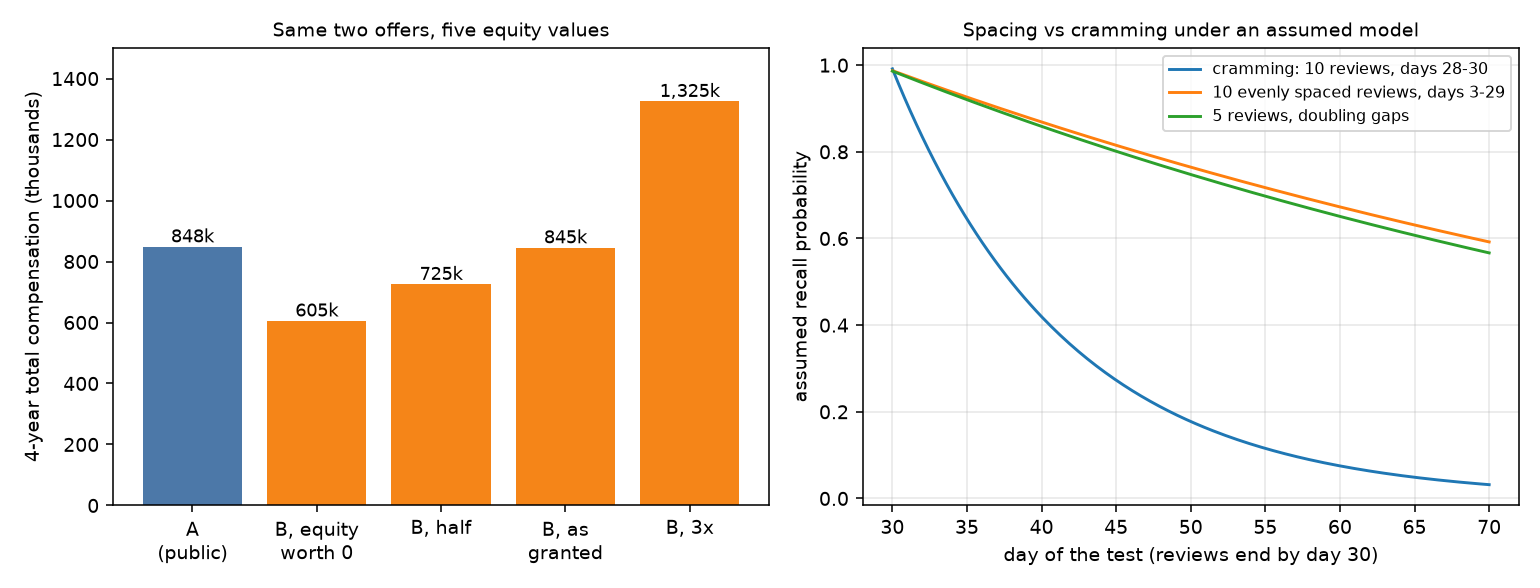 Same two offers, five equity values
4-year total compensation (thousands)
1400
1200
1000
800
600
400
200
0
848k
605k
725k
845k
1,325k
A
(public)
B, equity
worth 0
B, half
B, as
granted
B, 3x
Spacing vs cramming under an assumed model
assumed recall probability
1.0
0.8
0.6
0.4
0.2
0.0
cramming: 10 reviews, days 28-30
10 evenly spaced reviews, days 3-29
5 reviews, doubling gaps
30 35 40 45 50 55 60 65 70
day of the test (reviews end by day 30)